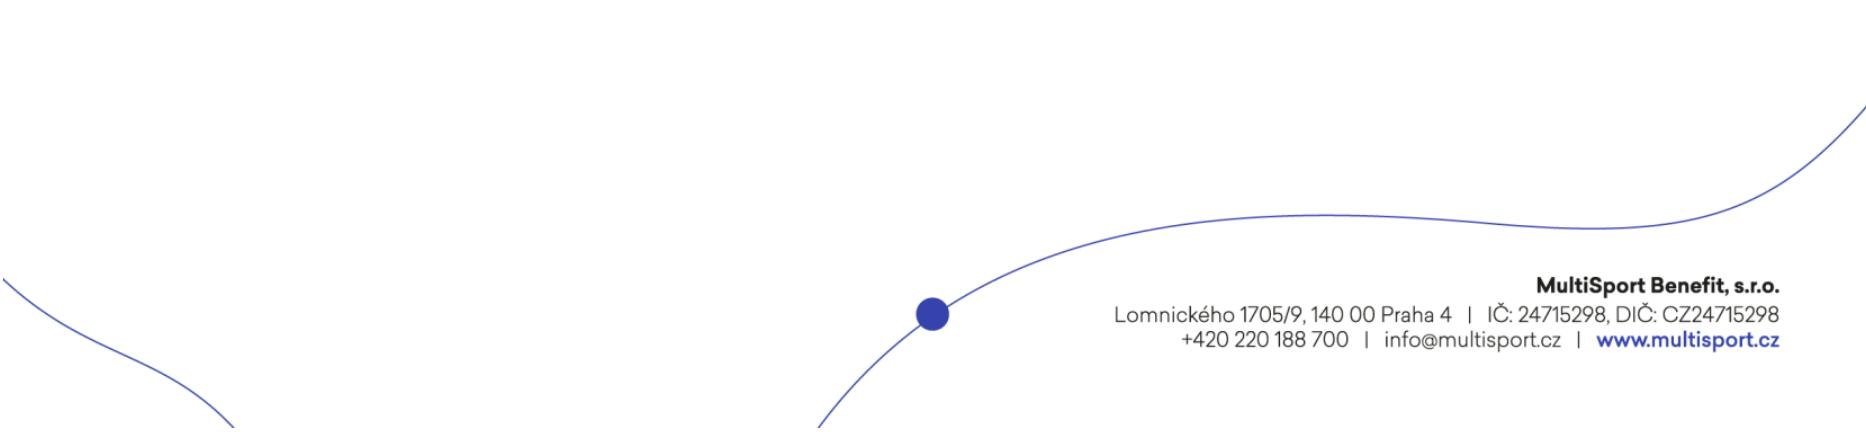 MultiSport Benefit, s.r.o.
Lomnického 1705/9, 140 00 Praha 4 | IČ: 24715298, DIČ: CZ24715298
+420 220 188 700 | info@multisport.cz | www.multisport.cz